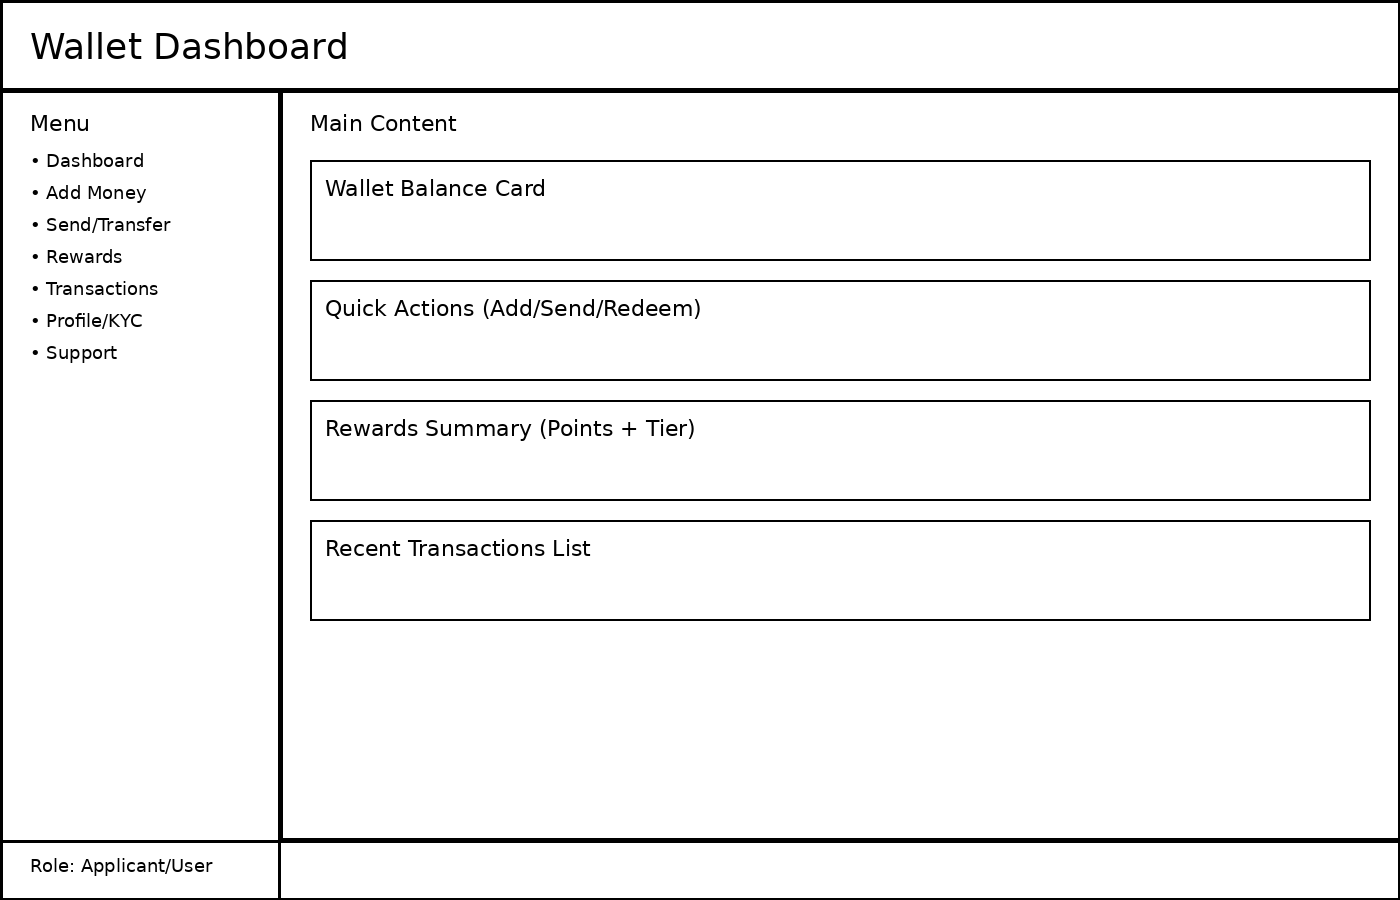 Wallet Dashboard
Menu
• Dashboard
• Add Money
• Send/Transfer
• Rewards
• Transactions
• Profile/KYC
• Support
Main Content
Wallet Balance Card
Quick Actions (Add/Send/Redeem)
Rewards Summary (Points + Tier)
Recent Transactions List
Role: Applicant/User